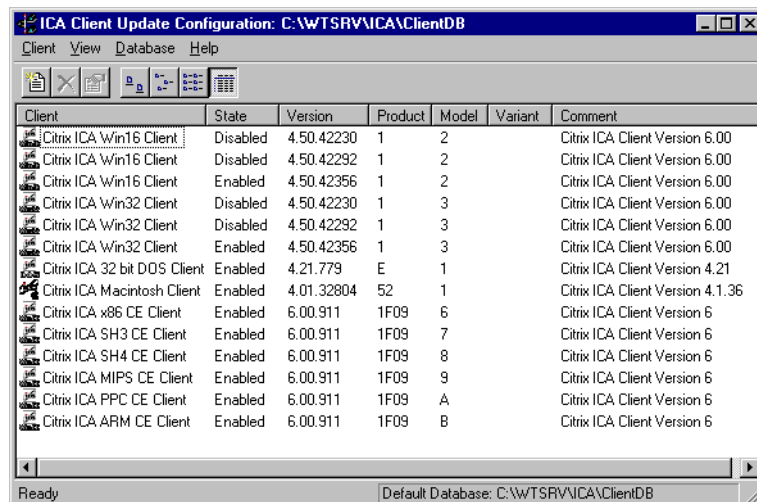 ICA Client Update Configuration: C:\WTSRV\ICA\ClientDB
Client View Database Help
Client State Version Product Model Variant Comment
Citrix ICA Win16 Client Disabled 4.50.42230 1 2 Citrix ICA Client Version 6.00
Citrix ICA Win16 Client Disabled 4.50.42292 1 2 Citrix ICA Client Version 6.00
Citrix ICA Win16 Client Enabled 4.50.42356 1 2 Citrix ICA Client Version 6.00
Citrix ICA Win32 Client Disabled 4.50.42230 1 3 Citrix ICA Client Version 6.00
Citrix ICA Win32 Client Disabled 4.50.42292 1 3 Citrix ICA Client Version 6.00
Citrix ICA Win32 Client Enabled 4.50.42356 1 3 Citrix ICA Client Version 6.00
Citrix ICA 32 bit DOS Client Enabled 4.21.779 E 1 Citrix ICA Client Version 4.21
Citrix ICA Macintosh Client Enabled 4.01.32804 52 1 Citrix ICA Client Version 4.1.36
Citrix ICA x86 CE Client Enabled 6.00.911 1F09 6 Citrix ICA Client Version 6
Citrix ICA SH3 CE Client Enabled 6.00.911 1F09 7 Citrix ICA Client Version 6
Citrix ICA SH4 CE Client Enabled 6.00.911 1F09 8 Citrix ICA Client Version 6
Citrix ICA MIPS CE Client Enabled 6.00.911 1F09 9 Citrix ICA Client Version 6
Citrix ICA PPC CE Client Enabled 6.00.911 1F09 A Citrix ICA Client Version 6
Citrix ICA ARM CE Client Enabled 6.00.911 1F09 B Citrix ICA Client Version 6
Ready Default Database: C:\WTSRV\ICA\ClientDB